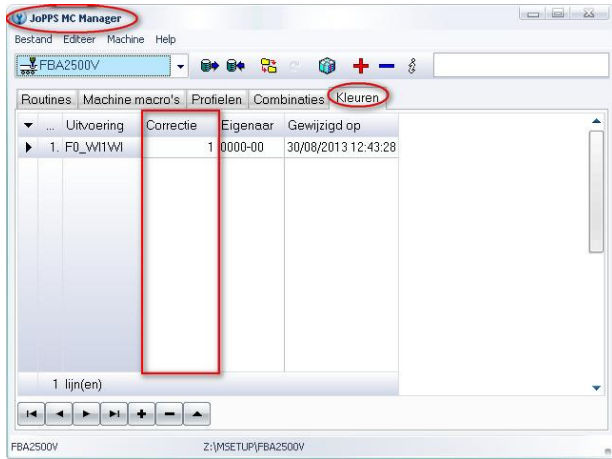 JoPPS MC Manager
Bestand Editeer Machine Help
FBA2500V
Routines Machine macro's Profielen Combinaties Kleuren
... Uitvoering Correctie Eigenaar Gewijzigd op
1. F0_WI1WI 1 0000-00 30/08/2013 12:43:28
1 lijn(en)
FBA2500V Z:\MSETUP\FBA2500V